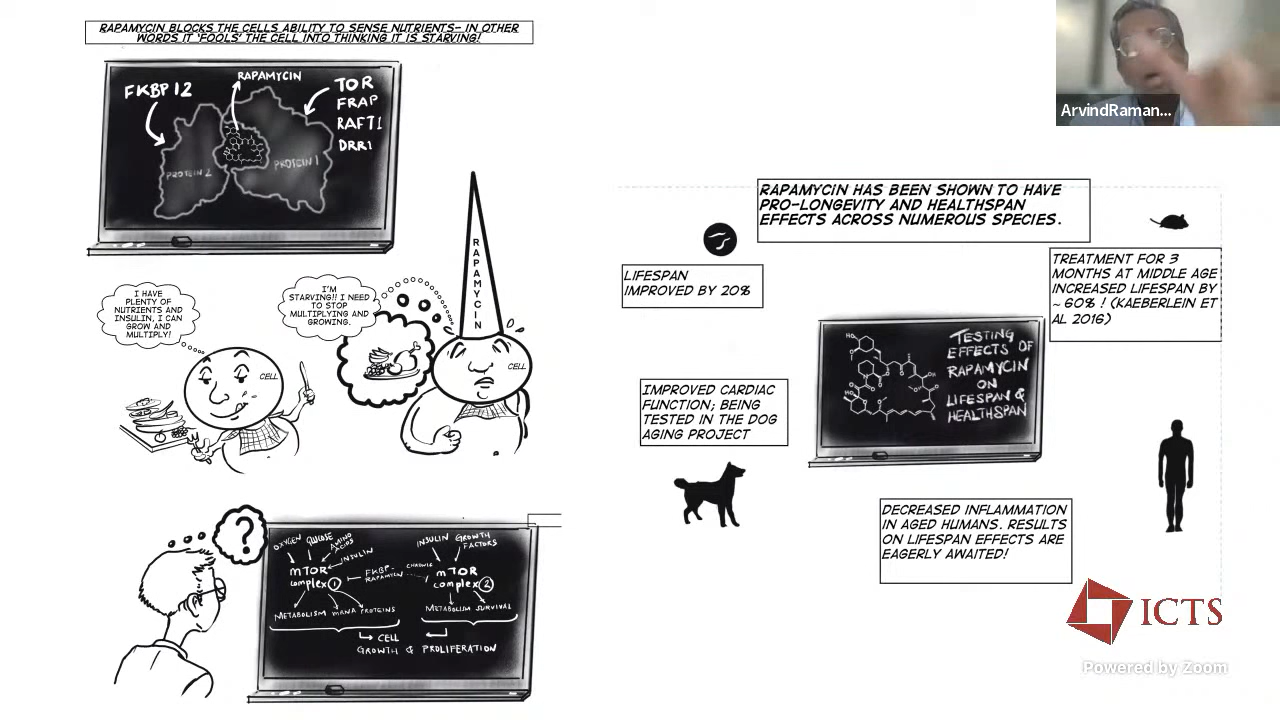 RAPAMYCIN BLOCKS THE CELLS ABILITY TO SENSE NUTRIENTS- IN OTHER
WORDS IT 'FOOLS' THE CELL INTO THINKING IT IS STARVING!
FKBP12
RAPAMYCIN
TOR
FRAP
RAFT1
DRR1
PROTEIN 2
PROTEIN 1
I HAVE
PLENTY OF
NUTRIENTS AND
INSULIN, I CAN
GROW AND
MULTIPLY!
CELL
I'M
STARVING!! I NEED
TO STOP
MULTIPLYING AND
GROWING.
RAPAMYCIN
CELL
?
OXYGEN
GLUCOSE
AMINO
ACIDS
INSULIN
mTOR
complex 1
FKBP-
RAPAMYCIN
CHRONIC
INSULIN GROWTH
FACTORS
mTOR
complex 2
METABOLISM mRNA PROTEINS
METABOLISM SURVIVAL
CELL
GROWTH & PROLIFERATION
ArvindRaman...
RAPAMYCIN HAS BEEN SHOWN TO HAVE
PRO-LONGEVITY AND HEALTHSPAN
EFFECTS ACROSS NUMEROUS SPECIES.
LIFESPAN
IMPROVED BY 20%
TREATMENT FOR 3
MONTHS AT MIDDLE AGE
INCREASED LIFESPAN BY
~ 60% ! (KAEBERLEIN ET
AL 2016)
HO
TESTING
EFFECTS OF
RAPAMYCIN
ON
LIFESPAN &
HEALTHSPAN
IMPROVED CARDIAC
FUNCTION; BEING
TESTED IN THE DOG
AGING PROJECT
DECREASED INFLAMMATION
IN AGED HUMANS. RESULTS
ON LIFESPAN EFFECTS ARE
EAGERLY AWAITED!
ICTS
Powered by Zoom